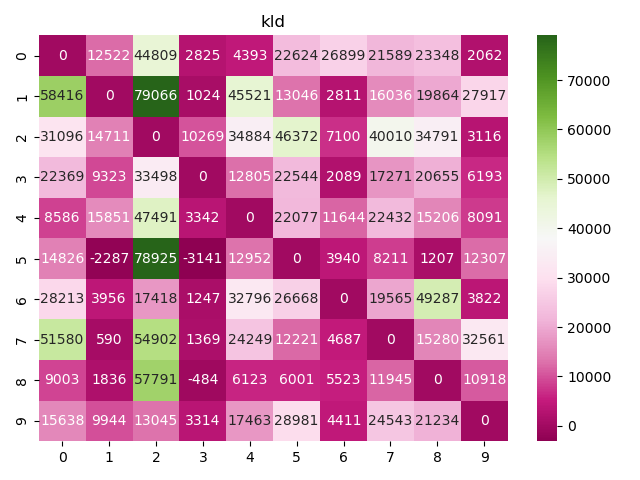 kld
0 0 12522 44809 2825 4393 22624 26899 21589 23348 2062
1 58416 0 79066 1024 45521 13046 2811 16036 19864 27917
2 31096 14711 0 10269 34884 46372 7100 40010 34791 3116
3 22369 9323 33498 0 12805 22544 2089 17271 20655 6193
4 8586 15851 47491 3342 0 22077 11644 22432 15206 8091
5 14826 -2287 78925 -3141 12952 0 3940 8211 1207 12307
6 28213 3956 17418 1247 32796 26668 0 19565 49287 3822
7 51580 590 54902 1369 24249 12221 4687 0 15280 32561
8 9003 1836 57791 -484 6123 6001 5523 11945 0 10918
9 15638 9944 13045 3314 17463 28981 4411 24543 21234 0
0 1 2 3 4 5 6 7 8 9
70000
60000
50000
40000
30000
20000
10000
0